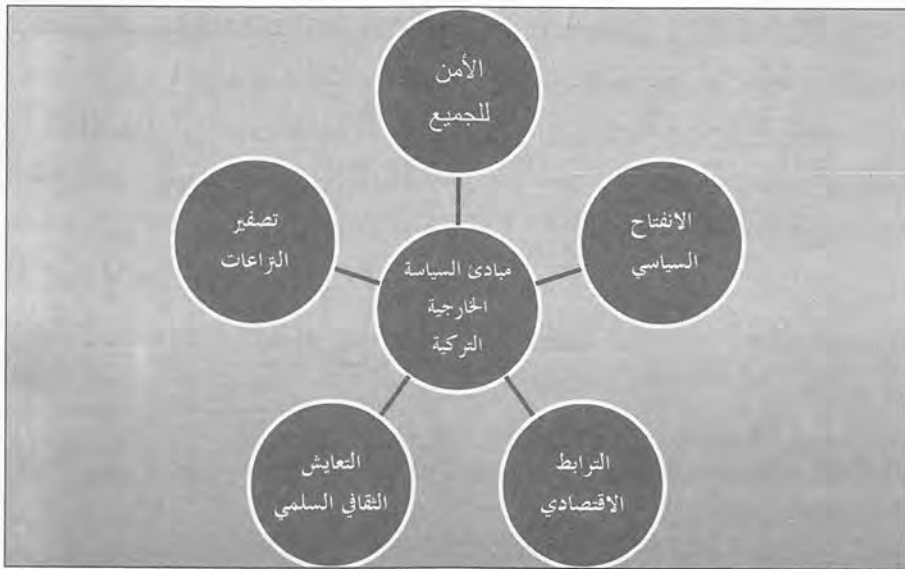 الأمن
للجميع
الانفتاح
السياسي
تصفير
النزاعات
مبادئ السياسة
الخارجية
التركية
الترابط
الاقتصادي
التعايش
الثقافي السلمي